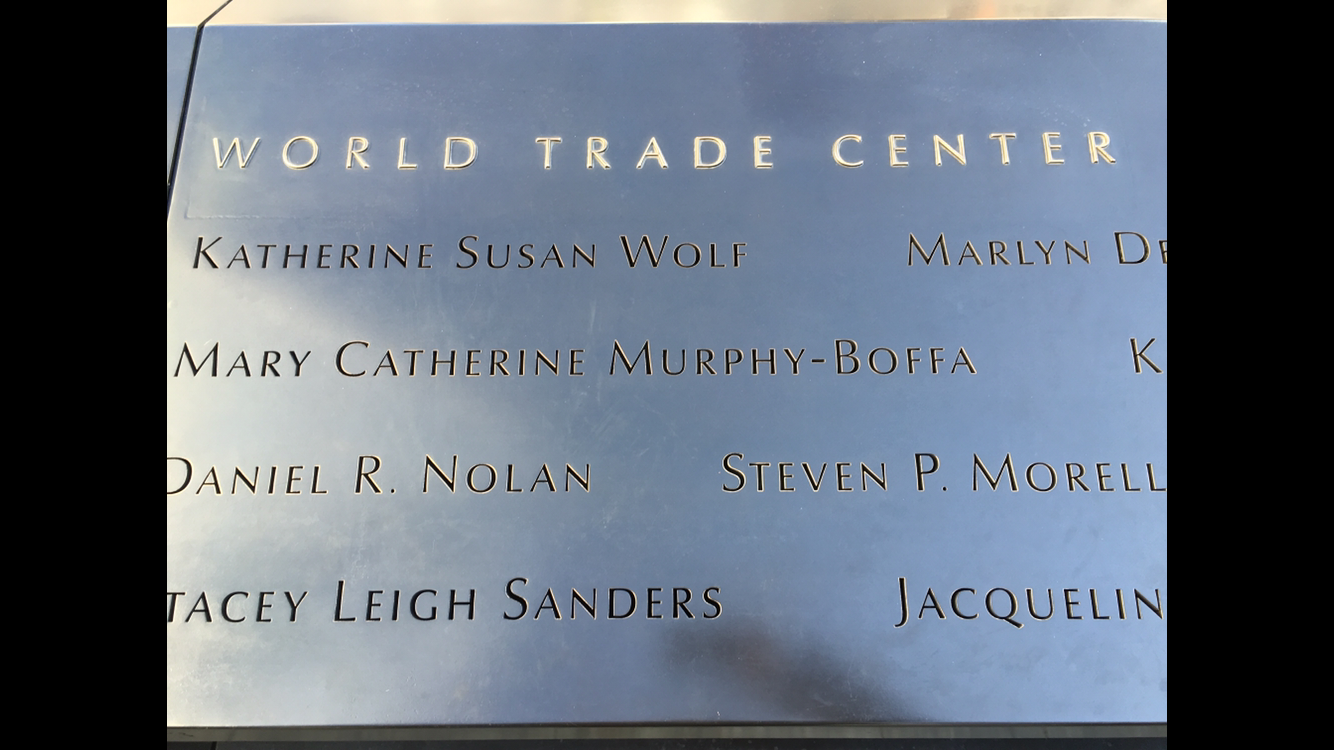 WORLD TRADE CENTER
KATHERINE SUSAN WOLF MARLYN
MARY CATHERINE MURPHY-BOFFA
DANIEL R. NOLAN STEVEN P.
LEIGH SANDERS